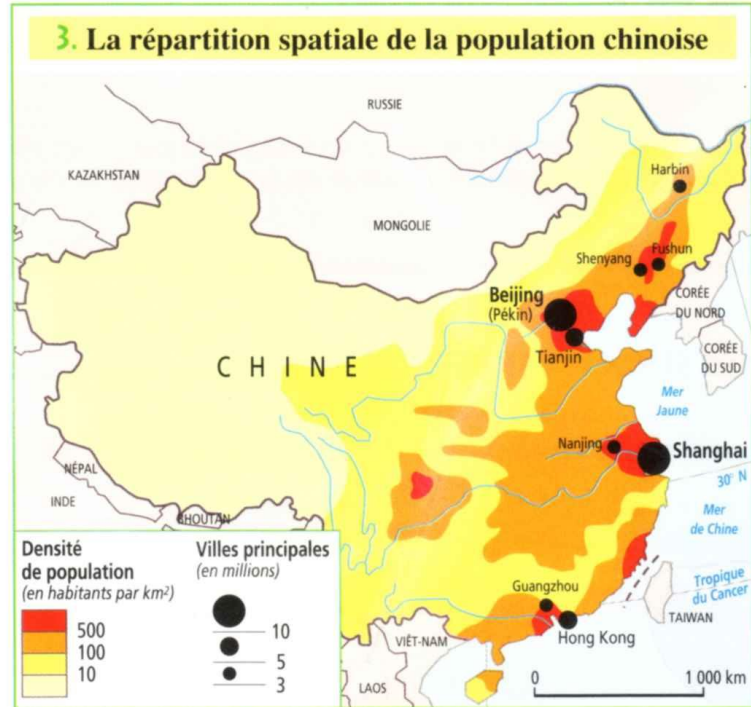 3. La répartition spatiale de la population chinoise
RUSSIE
KAZAKHSTAN
MONGOLIE
Harbin
Fushun
Shenyang
Beijing
(Pékin)
CORÉE
DU NORD
Tianjin
CORÉE
DU SUD
CHINE
Mer
Jaune
Nanjing
Shanghai
30° N
NÉPAL
INDE
BHOUTAN
Mer
de Chine
Densité
de population
(en habitants par km²)
500
100
10
Villes principales
(en millions)
10
5
3
Guangzhou
Hong Kong
Tropique
du Cancer
TAIWAN
VIÊT-NAM
LAOS
0
1 000 km